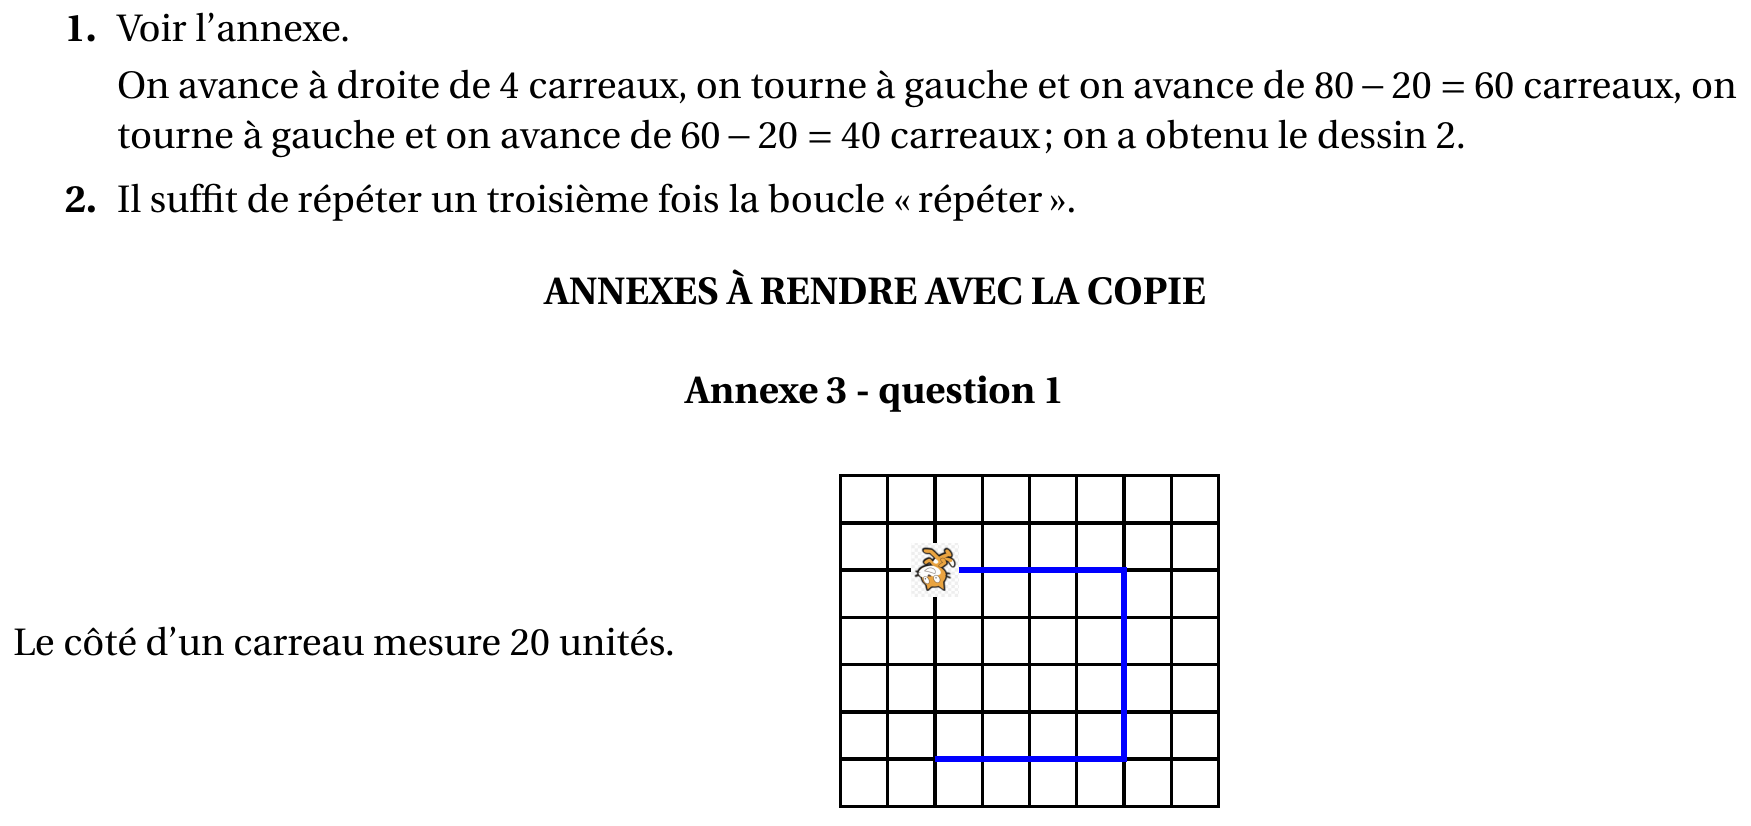 1. Voir l’annexe.
On avance à droite de 4 carreaux, on tourne à gauche et on avance de 80 − 20 = 60 carreaux, on
tourne à gauche et on avance de 60 − 20 = 40 carreaux ; on a obtenu le dessin 2.
2. Il suffit de répéter un troisième fois la boucle « répéter ».
ANNEXES À RENDRE AVEC LA COPIE
Annexe 3 - question 1
Le côté d’un carreau mesure 20 unités.